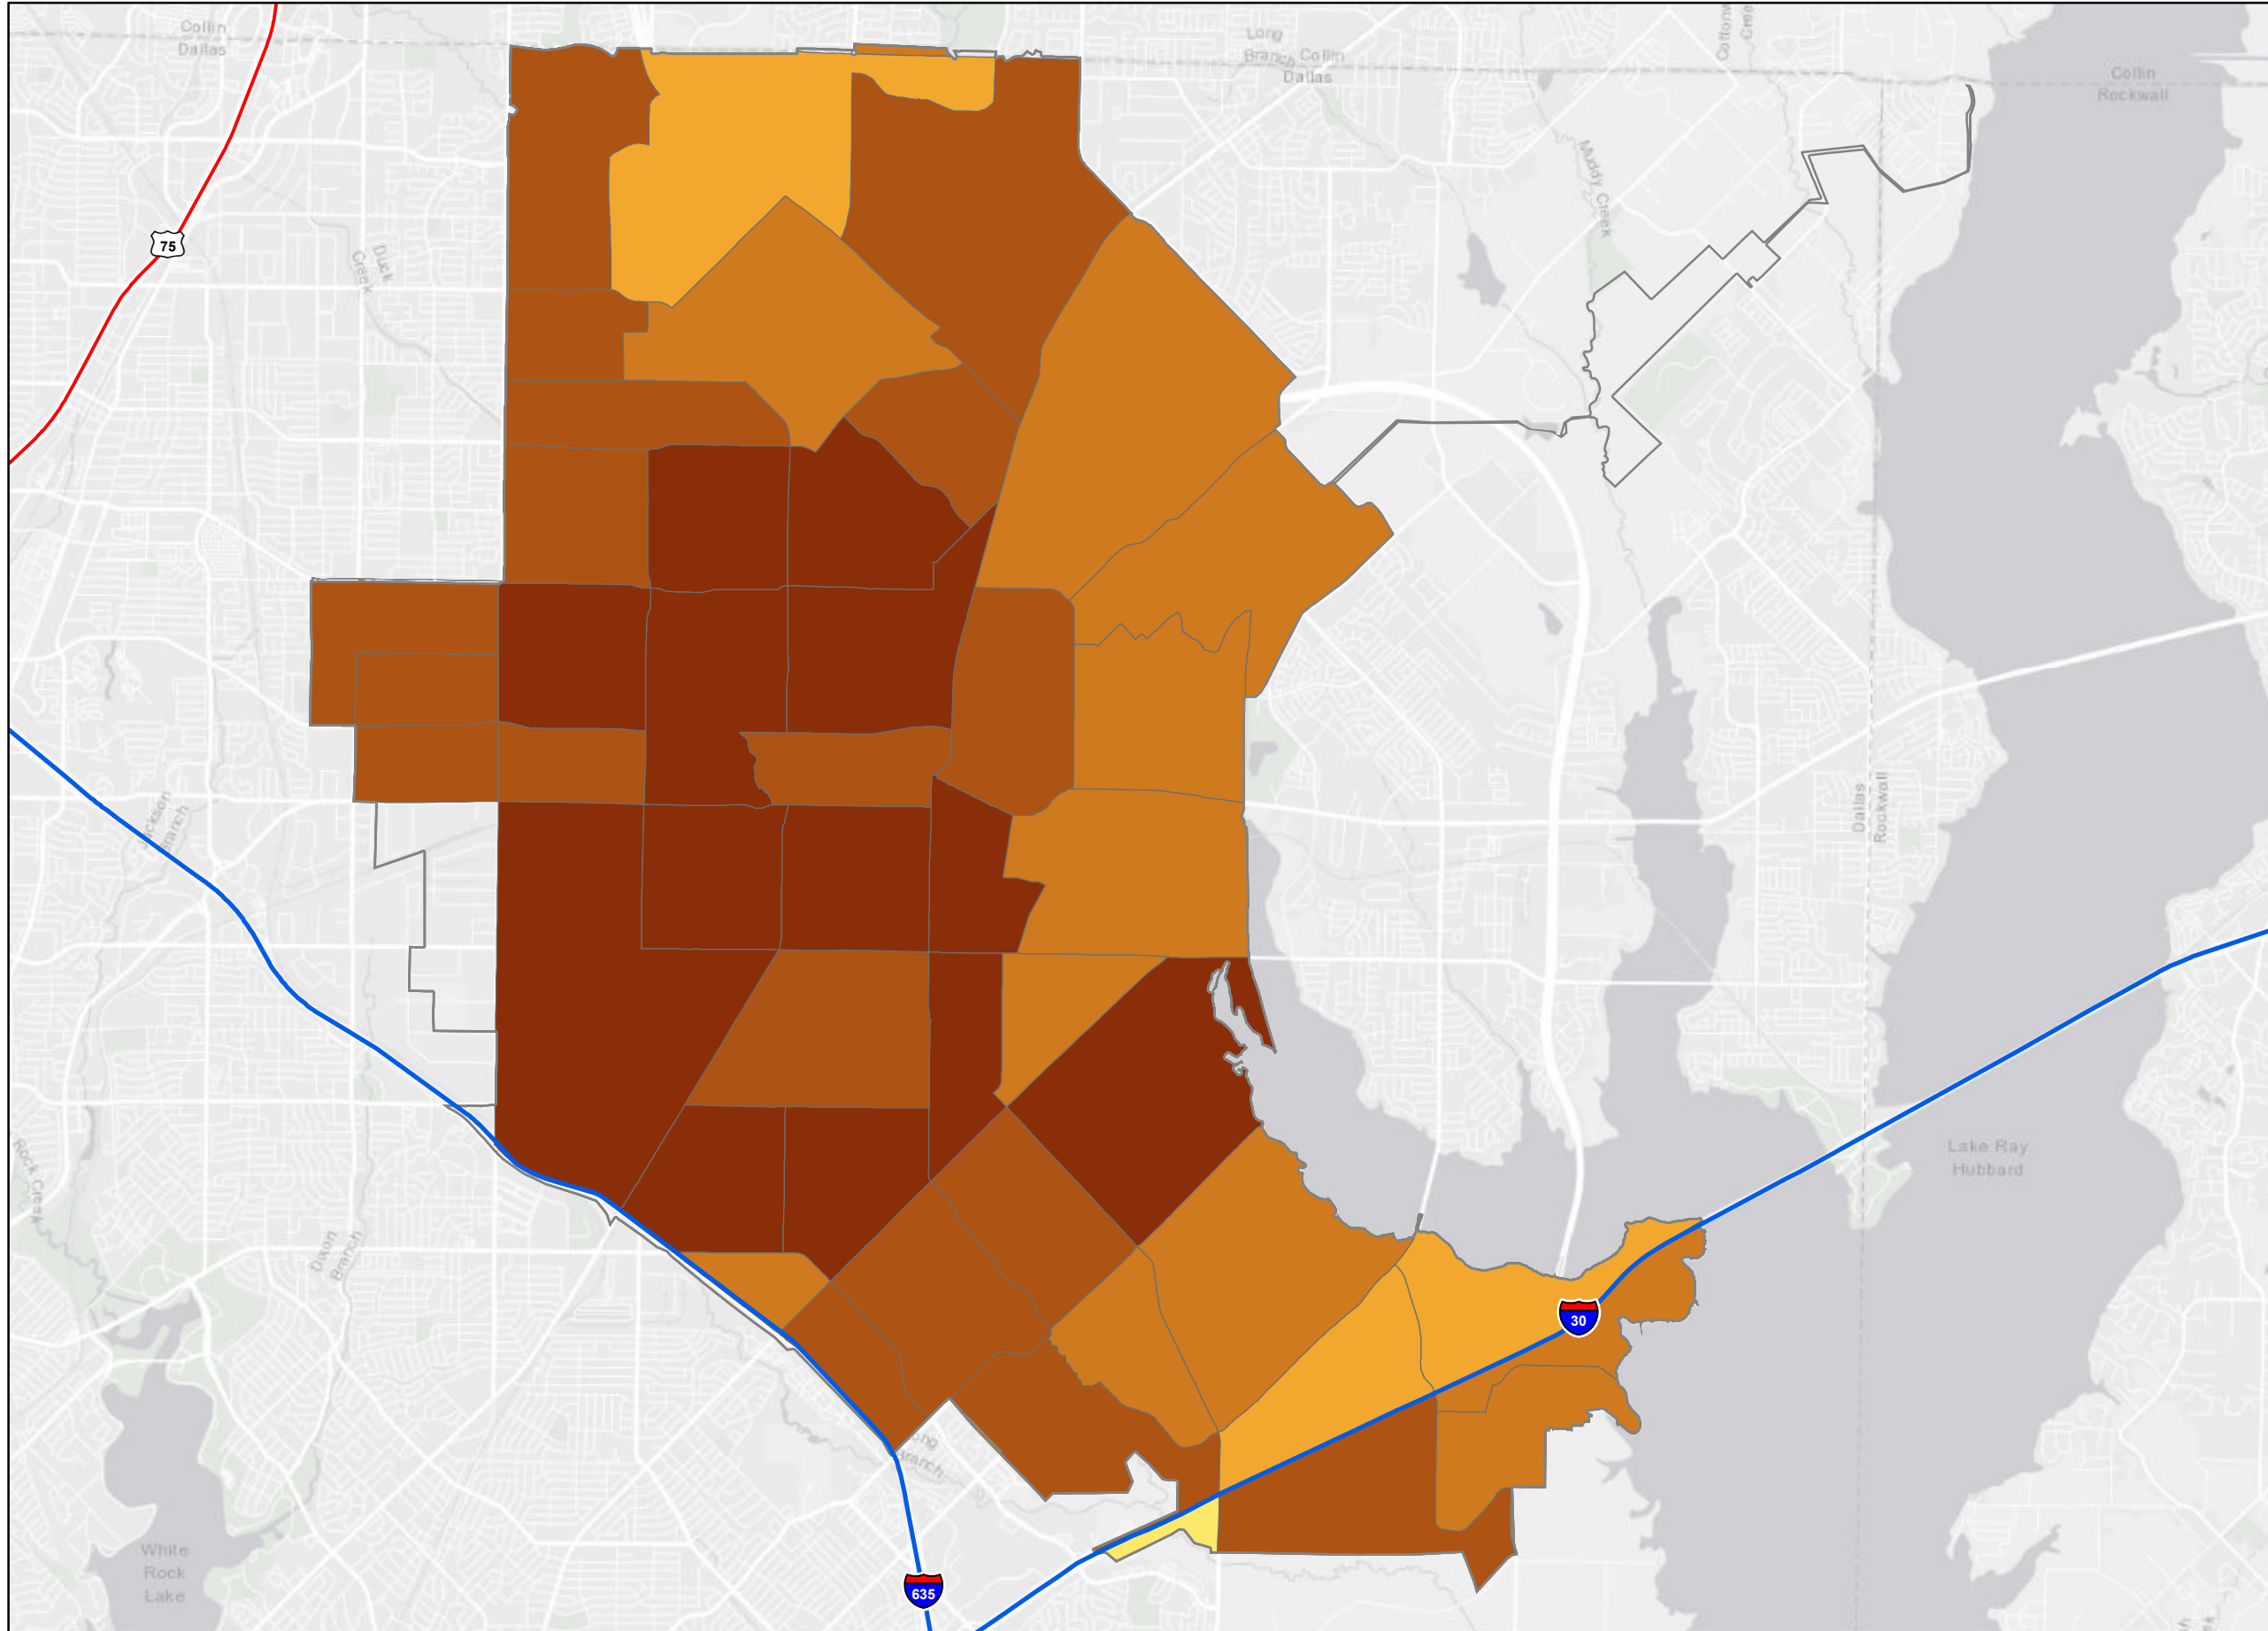 Collin
Dallas
Long
Branch
Collin
Dallas
Collin
Rockwall
Muddy Creek
75
Duck
Creek
Jackson
Branch
Dallas
Rockwall
Lake Ray
Hubbard
Rock Creek
Dixon
Branch
30
Branch
White
Rock
Lake
635